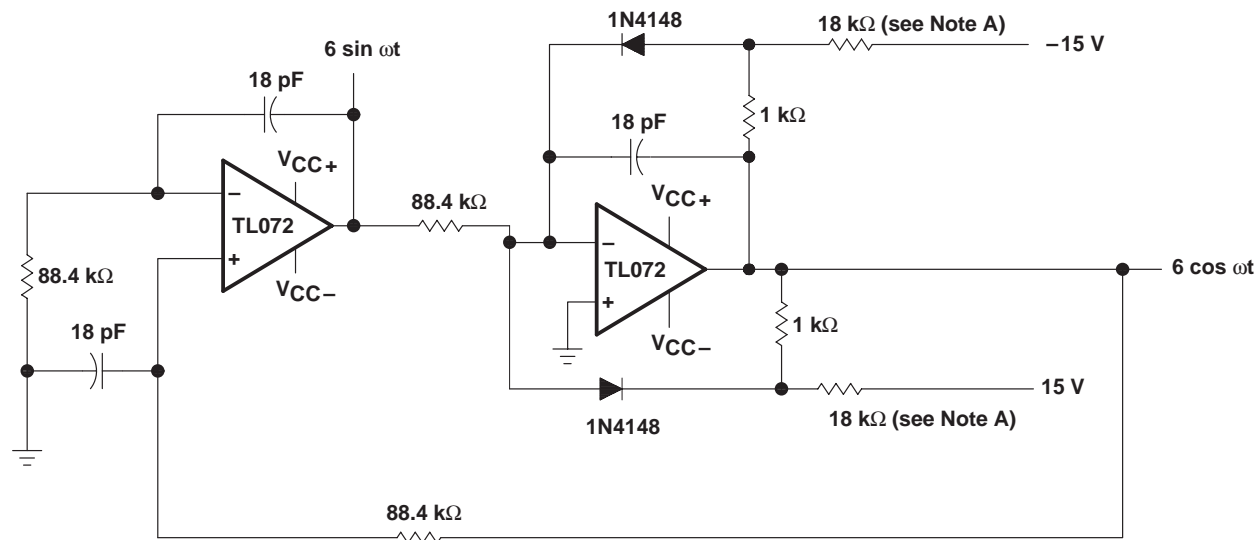 1N4148
18 kΩ (see Note A)
−15 V
6 sin ωt
18 pF
1 kΩ
18 pF
VCC+
88.4 kΩ
VCC+
−
TL072
+
−
TL072
+
6 cos ωt
88.4 kΩ
VCC−
1 kΩ
18 pF
VCC−
15 V
1N4148
18 kΩ (see Note A)
88.4 kΩ